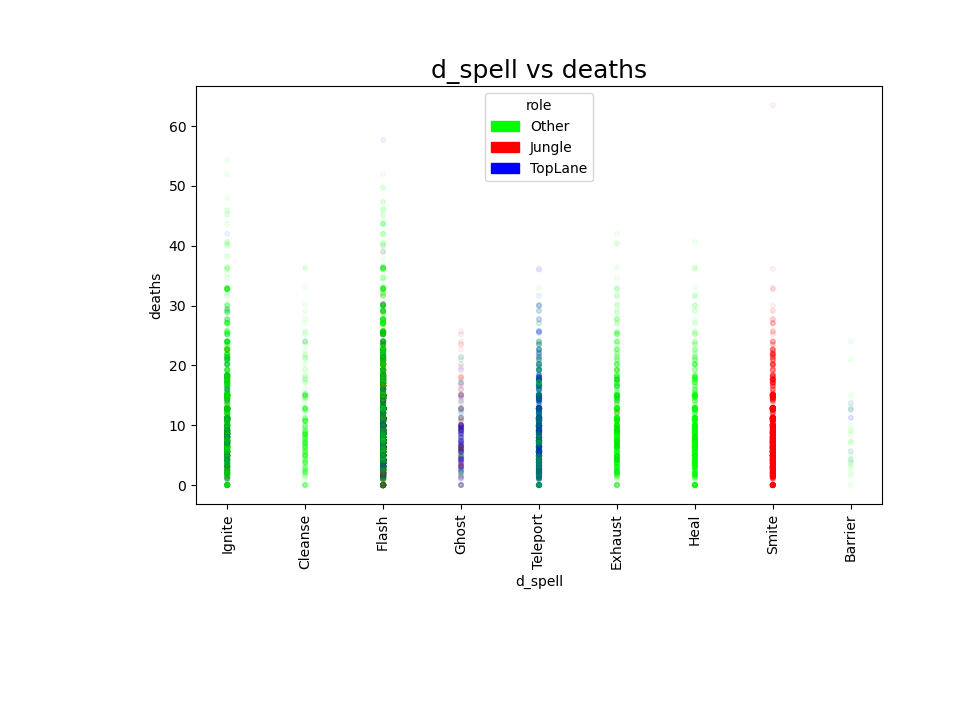 d_spell vs deaths
role
Other
Jungle
TopLane
deaths
60
50
40
30
20
10
0
Ignite
Cleanse
Flash
Ghost
Teleport
Exhaust
Heal
Smite
Barrier
d_spell